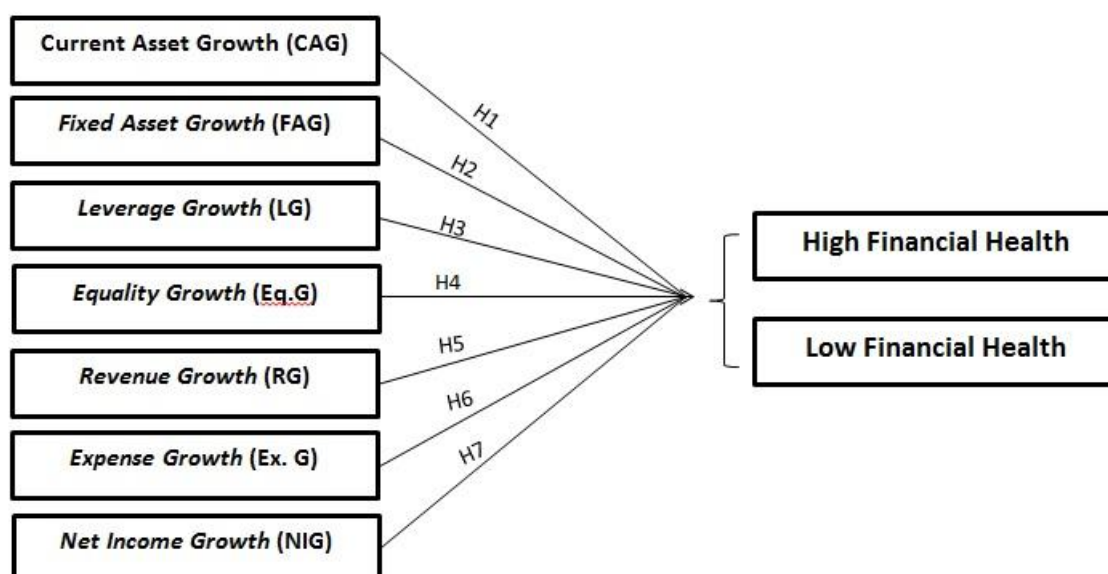 Current Asset Growth (CAG)
Fixed Asset Growth (FAG)
Leverage Growth (LG)
Equality Growth (Eq.G)
Revenue Growth (RG)
Expense Growth (Ex. G)
Net Income Growth (NIG)
H1
H2
H3
H4
H5
H6
H7
High Financial Health
Low Financial Health